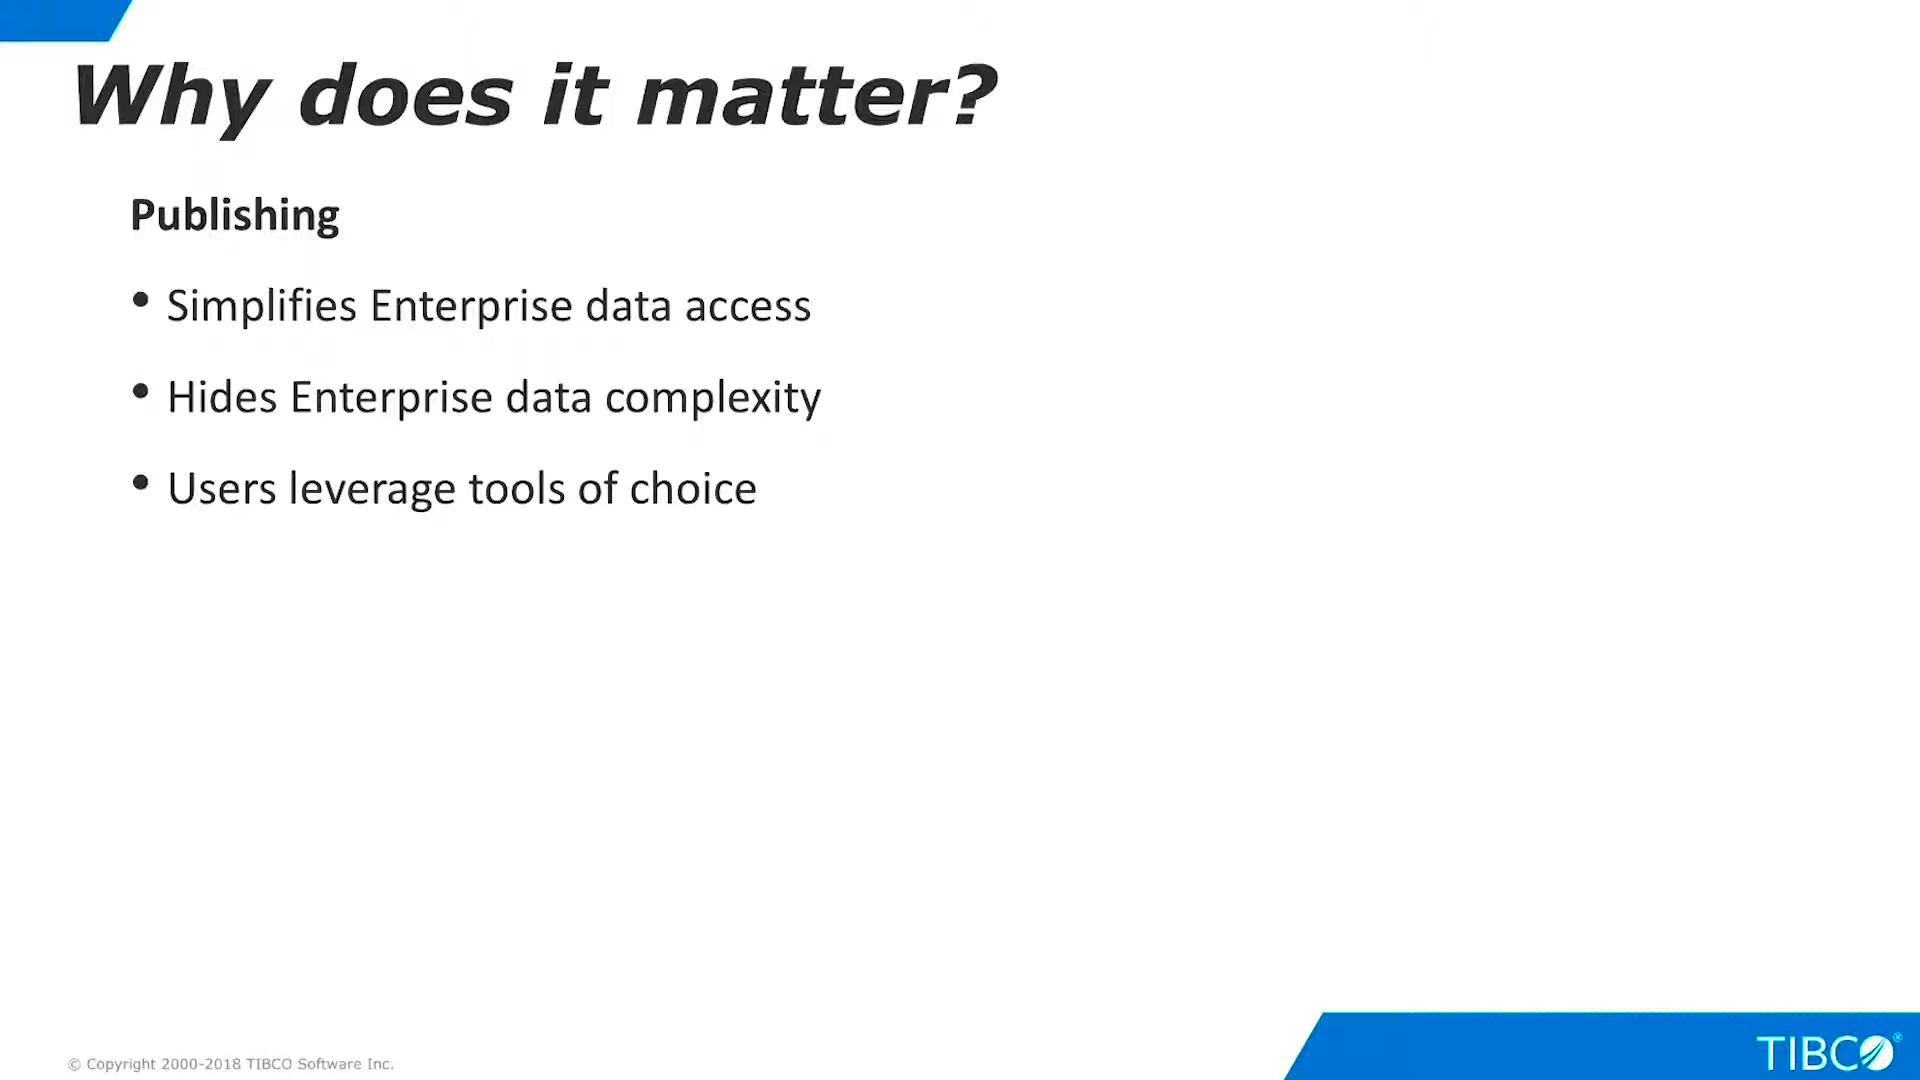 Why does it matter?
Publishing
• Simplifies Enterprise data access
• Hides Enterprise data complexity
• Users leverage tools of choice
© Copyright 2000-2018 TIBCO Software Inc.
TIBCO®